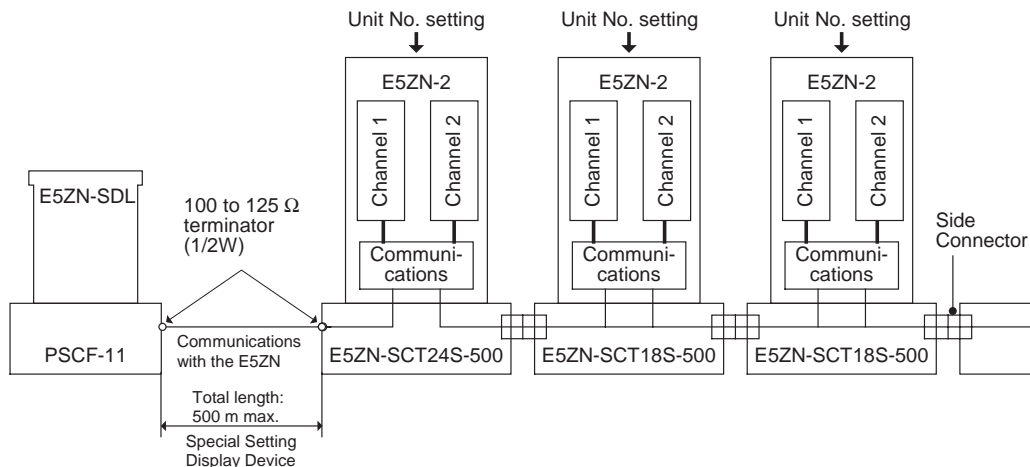 Unit No. setting
Unit No. setting
Unit No. setting
E5ZN-2
Channel 1
Channel 2
Communi-
cations
E5ZN-2
Channel 1
Channel 2
Communi-
cations
E5ZN-2
Channel 1
Channel 2
Communi-
cations
E5ZN-SDL
100 to 125 Ω
terminator
(1/2W)
Side
Connector
PSCF-11
Communications
with the E5ZN
E5ZN-SCT24S-500
E5ZN-SCT18S-500
E5ZN-SCT18S-500
Total length:
500 m max.
Special Setting
Display Device